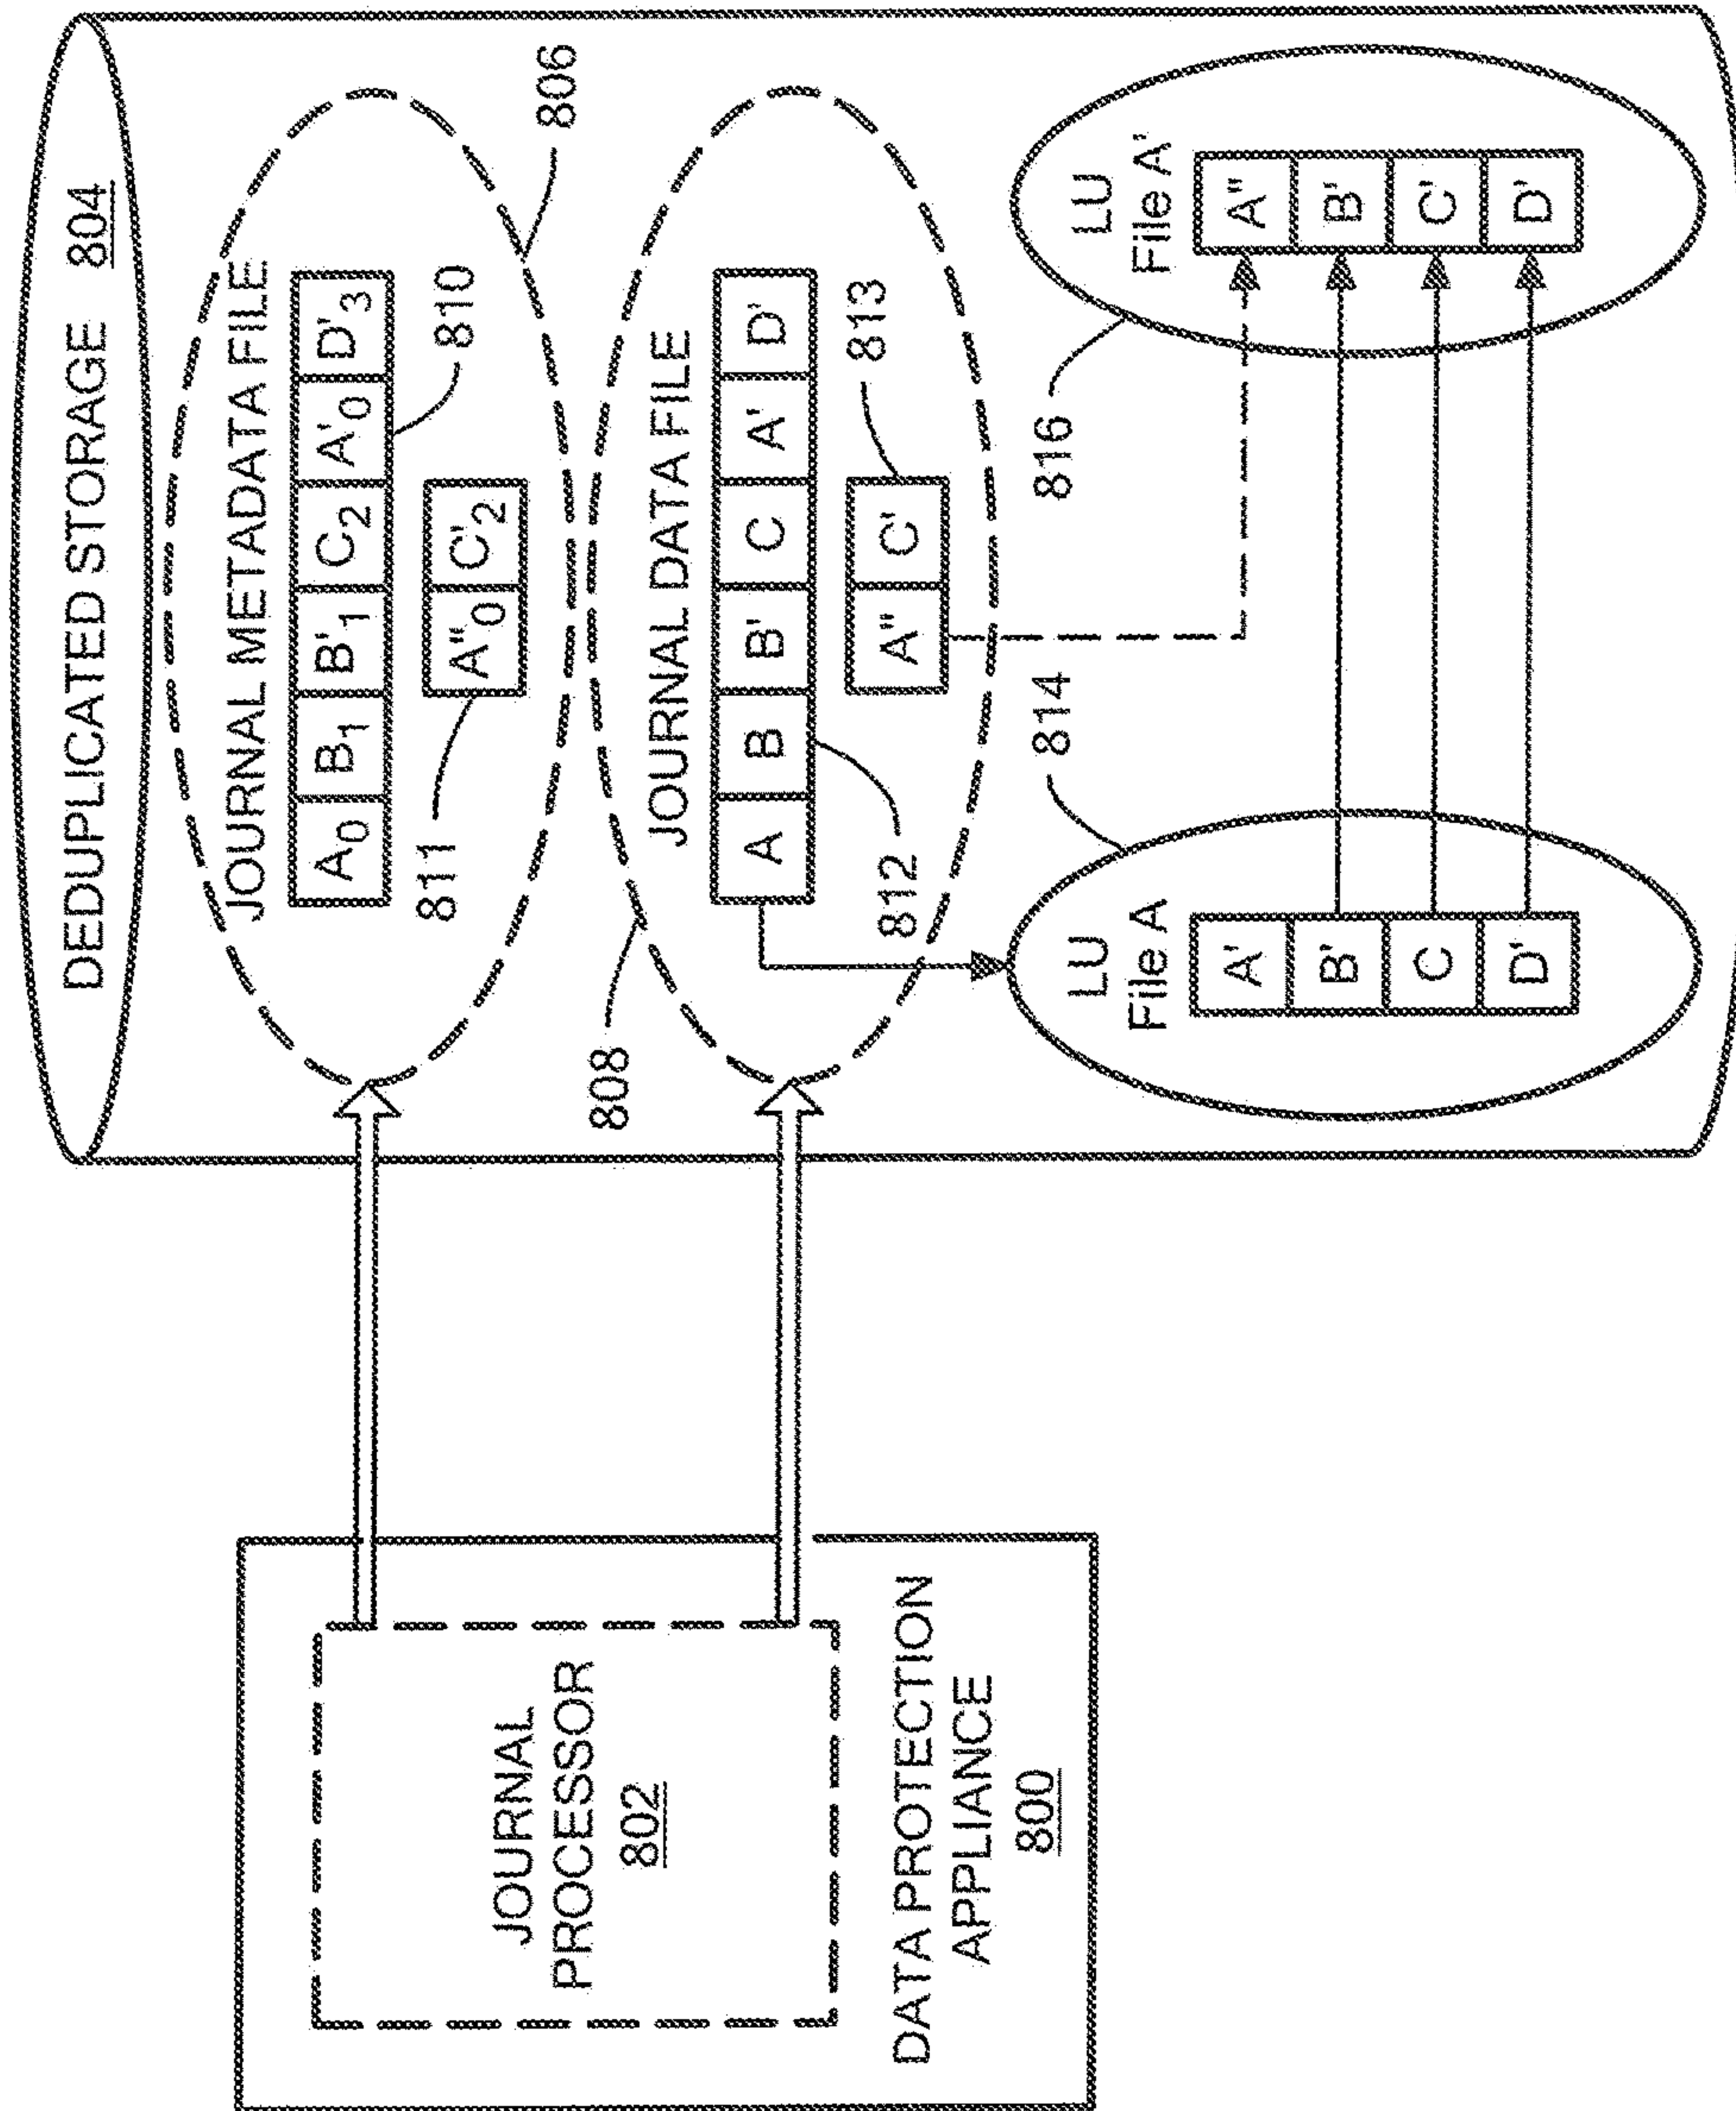 DEDUPLICATED STORAGE 804
JOURNAL METADATA FILE
A0 B1 B'1 C2 A'0 D'3
810
806
811
A"0 C'2
JOURNAL DATA FILE
A B B' C A' D'
808
812
A" C'
813
JOURNAL
PROCESSOR
802
DATA PROTECTION
APPLIANCE
800
814
LU
File A
A'
B'
C
D'
816
LU
File A'
A"
B'
C'
D'